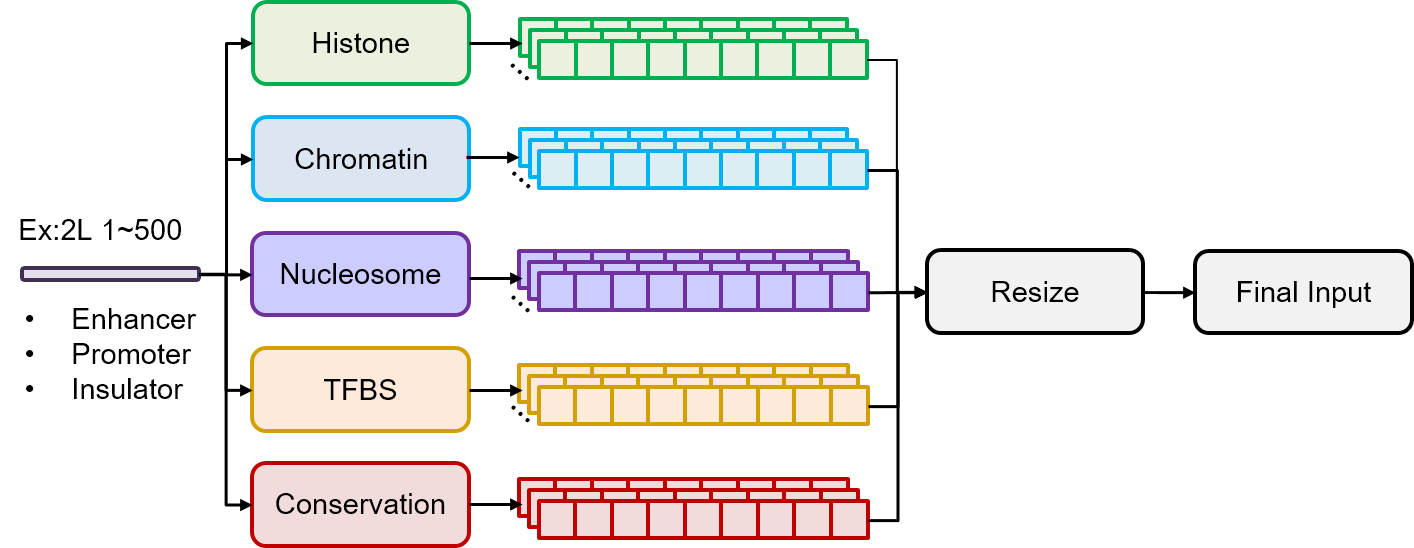 Histone
Chromatin
Ex:2L 1~500
Nucleosome
• Enhancer
• Promoter
• Insulator
TFBS
Conservation
Resize
Final Input